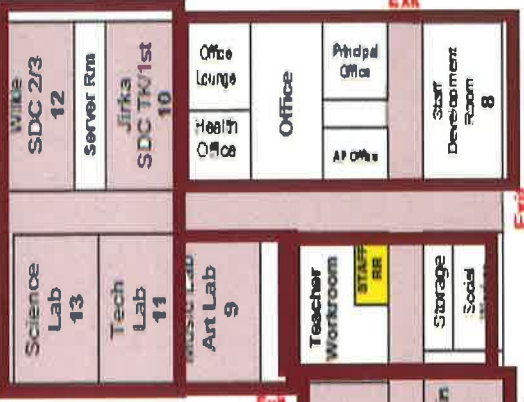 SDC 2/3
12
Server Rm
Jirka
SDC TK/1st
10
Office
Lounge
Health
Office
Office
Principal
Office
AP Office
Staff
Development
Room
8
Science
Lab
13
Tech
Lab
11
Music Lab
Art Lab
9
Teacher
Workroom
STAFF
RR
Storage
Social